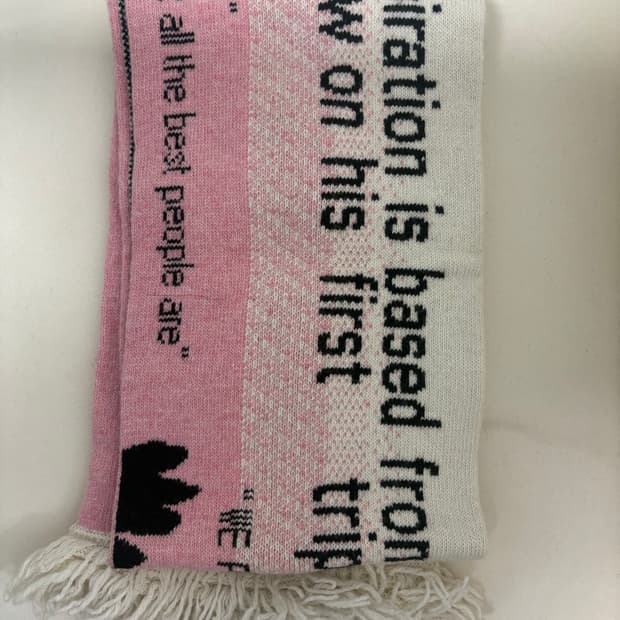 iration is based from
w on his first trip
" "WE
all the best people are"